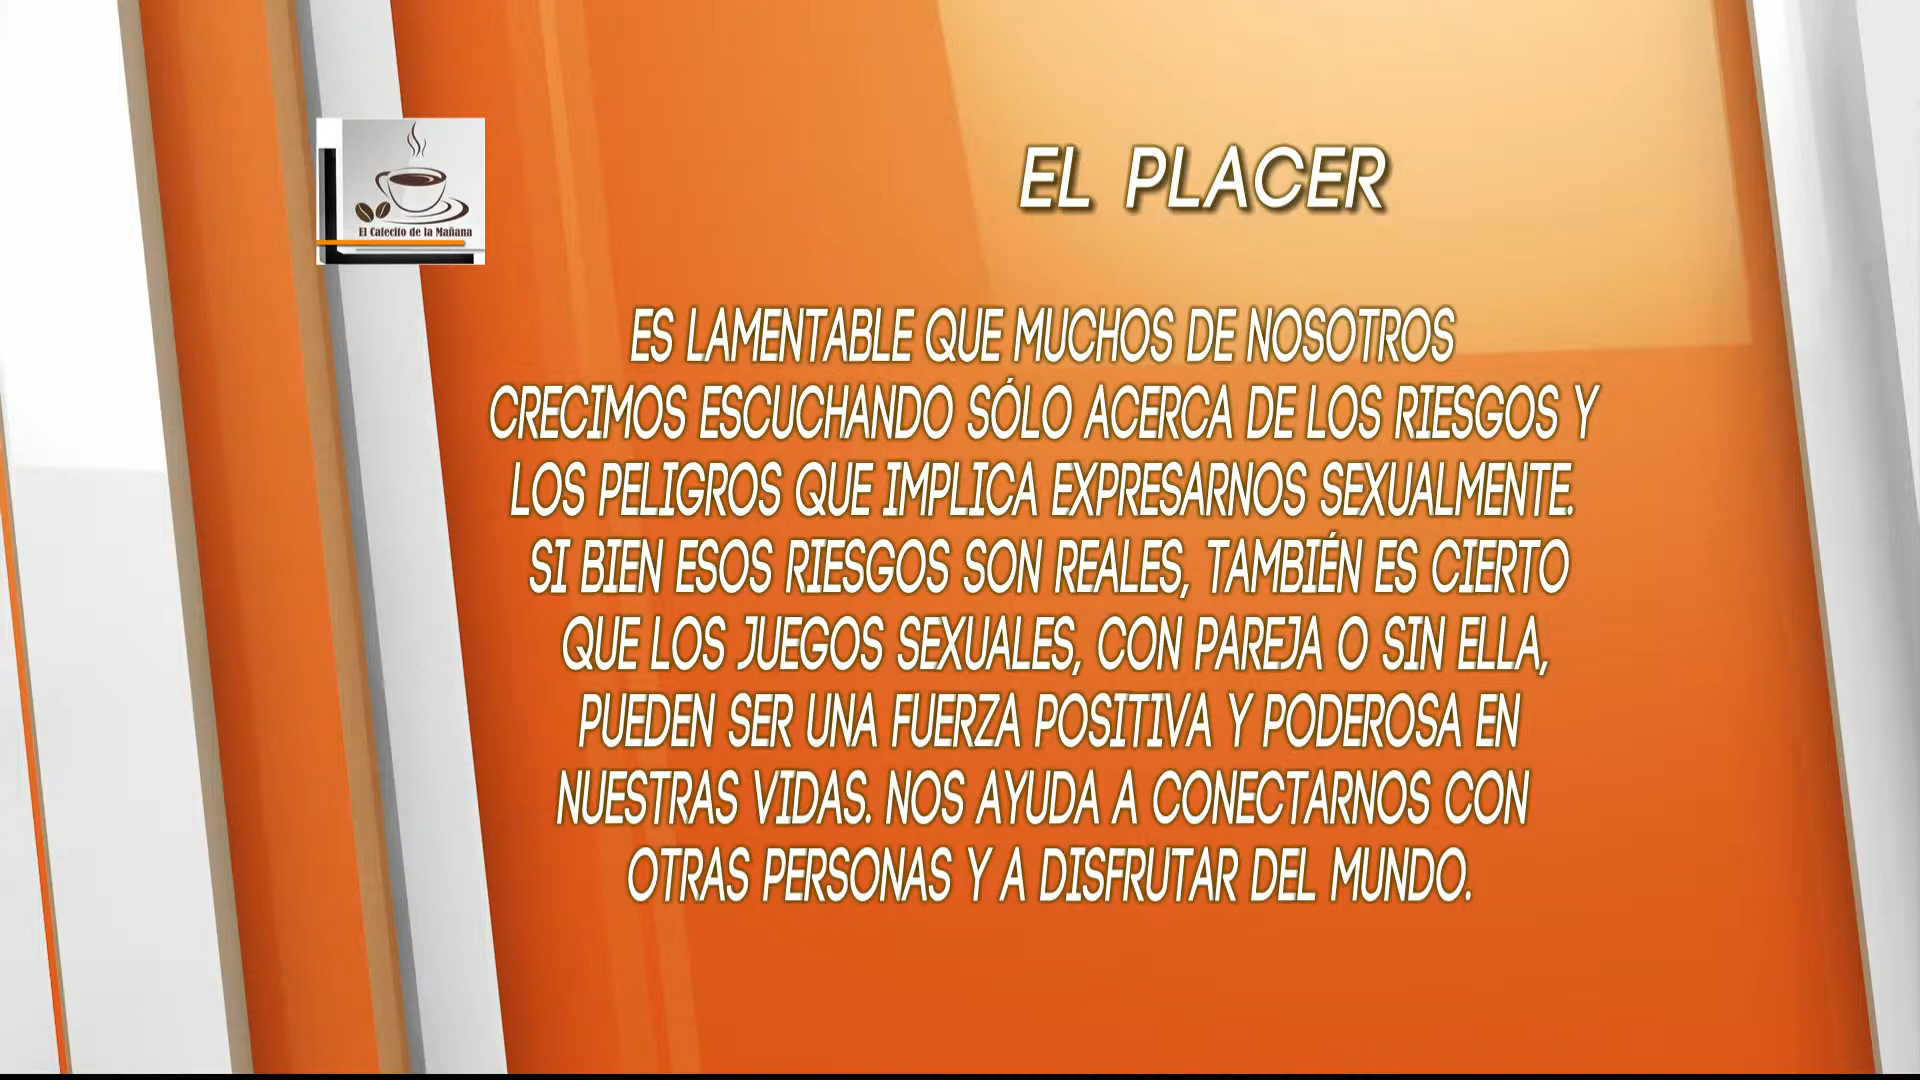 El Cafecito de la Mañana
EL PLACER
ES LAMENTABLE QUE MUCHOS DE NOSOTROS
CRECIMOS ESCUCHANDO SÓLO ACERCA DE LOS RIESGOS Y
LOS PELIGROS QUE IMPLICA EXPRESARNOS SEXUALMENTE.
SI BIEN ESOS RIESGOS SON REALES, TAMBIÉN ES CIERTO
QUE LOS JUEGOS SEXUALES, CON PAREJA O SIN ELLA,
PUEDEN SER UNA FUERZA POSITIVA Y PODEROSA EN
NUESTRAS VIDAS. NOS AYUDA A CONECTARNOS CON
OTRAS PERSONAS Y A DISFRUTAR DEL MUNDO.